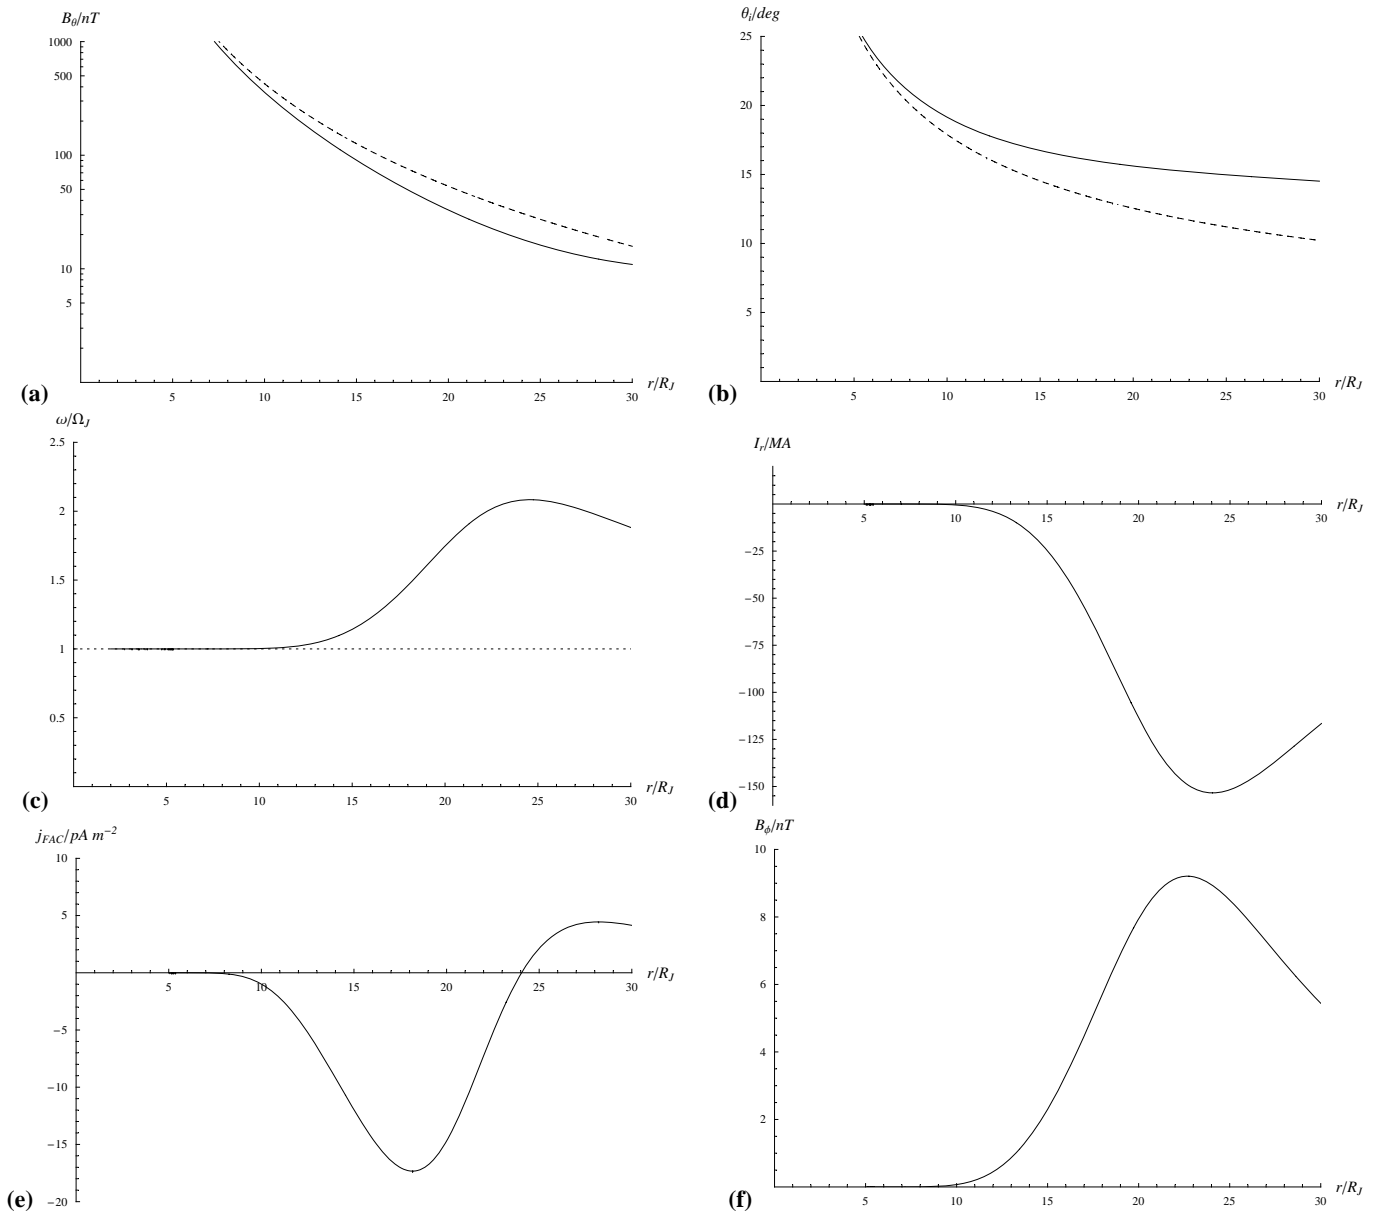 B_θ/nT
1000
500
100
50
10
5
5 10 15 20 25 30
r/R_J
(a)
θ_i/deg
25
20
15
10
5
5 10 15 20 25 30
r/R_J
(b)
ω/Ω_J
2.5
2
1.5
1
0.5
5 10 15 20 25 30
r/R_J
(c)
I_r/MA
5 10 15 20 25 30
r/R_J
−25
−50
−75
−100
−125
−150
(d)
j_FAC/pA m^−2
10
5
5 10 15 20 25 30
r/R_J
−5
−10
−15
−20
(e)
B_ϕ/nT
10
8
6
4
2
5 10 15 20 25 30
r/R_J
(f)